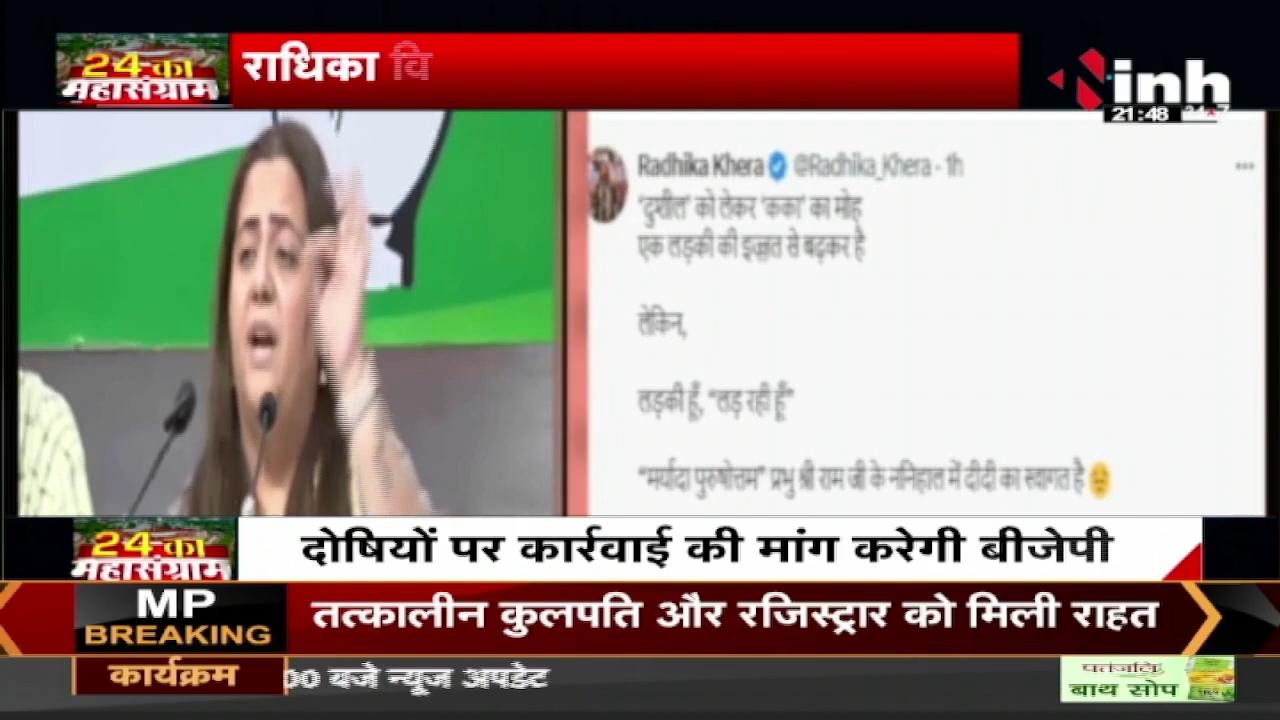 24 का
महासंग्राम
राधिका वि
inh
21:48 24x7
Radhika Khera @Radhika_Khera · 1h
'दुशील' को लेकर 'कका' का मोह
एक लड़की की इज़्ज़त से बढ़कर है
लेकिन,
लड़की हूँ, "लड़ रही हूँ"
"मर्यादा पुरुषोत्तम" प्रभु श्री राम जी के ननिहाल में दीदी का स्वागत है
24 का
महासंग्राम
दोषियों पर कार्रवाई की मांग करेगी बीजेपी
MP
BREAKING
तत्कालीन कुलपति और रजिस्ट्रार को मिली राहत
कार्यक्रम
00 बजे न्यूज अपडेट
पतंजलि
बाथ सोप